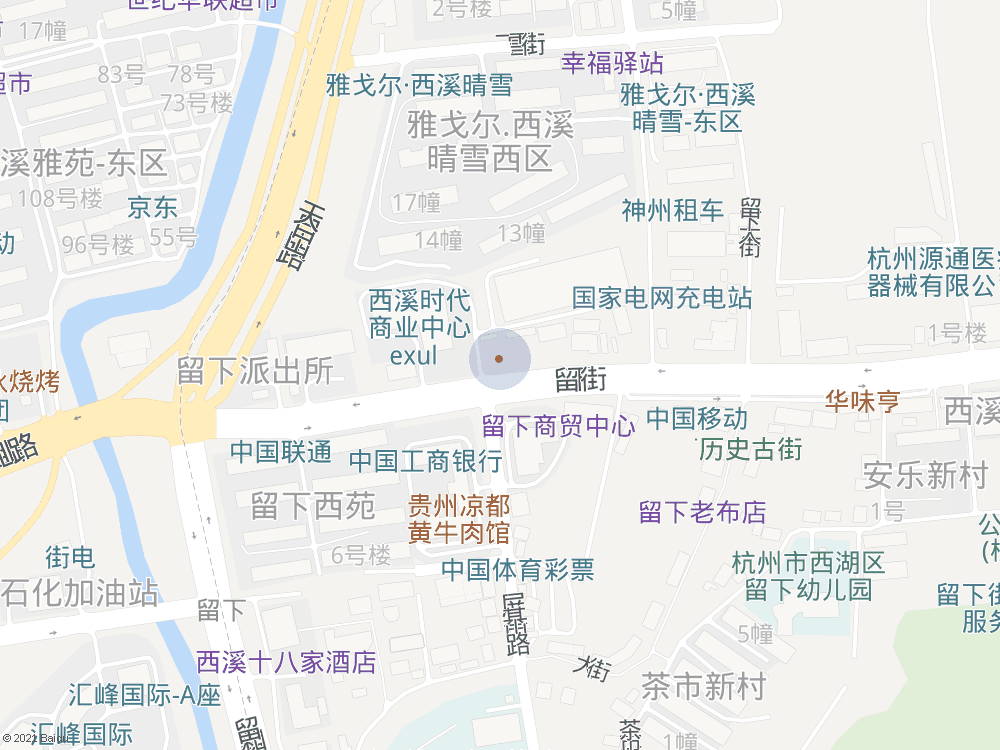 世纪华联超市
2号楼
5幢
17幢
雪街
83号
78号
73号楼
超市
幸福驿站
雅戈尔·西溪晴雪
雅戈尔·西溪
晴雪-东区
雅戈尔.西溪
晴雪西区
溪雅苑-东区
108号楼
京东
55号
96号楼
动
17幢
14幢
13幢
神州租车
杭州源通医
器械有限公
西溪时代
商业中心
exul
国家电网充电站
1号楼
留下派出所
火烧烤
团
留下商贸中心
中国移动
华味亨
西溪
中国联通
中国工商银行
历史古街
安乐新村
留下西苑
贵州凉都
黄牛肉馆
留下老布店
1号
6号楼
街电
中国体育彩票
杭州市西湖区
留下幼儿园
石化加油站
留下
留下街
服务
5幢
西溪十八家酒店
大街
茶市新村
汇峰国际-A座
汇峰国际
1幢
© 2021 Baidu